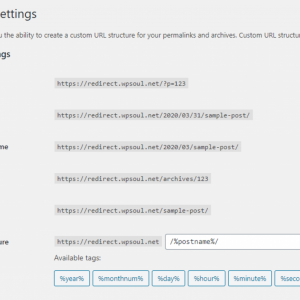 ettings
u the ability to create a custom URL structure for your permalinks and archives. Custom URL structu
gs
https://redirect.wpsoul.net/?p=123
https://redirect.wpsoul.net/2020/03/31/sample-post/
me https://redirect.wpsoul.net/2020/03/sample-post/
https://redirect.wpsoul.net/archives/123
https://redirect.wpsoul.net/sample-post/
ure https://redirect.wpsoul.net /%postname%/
Available tags:
%year% %monthnum% %day% %hour% %minute% %seco